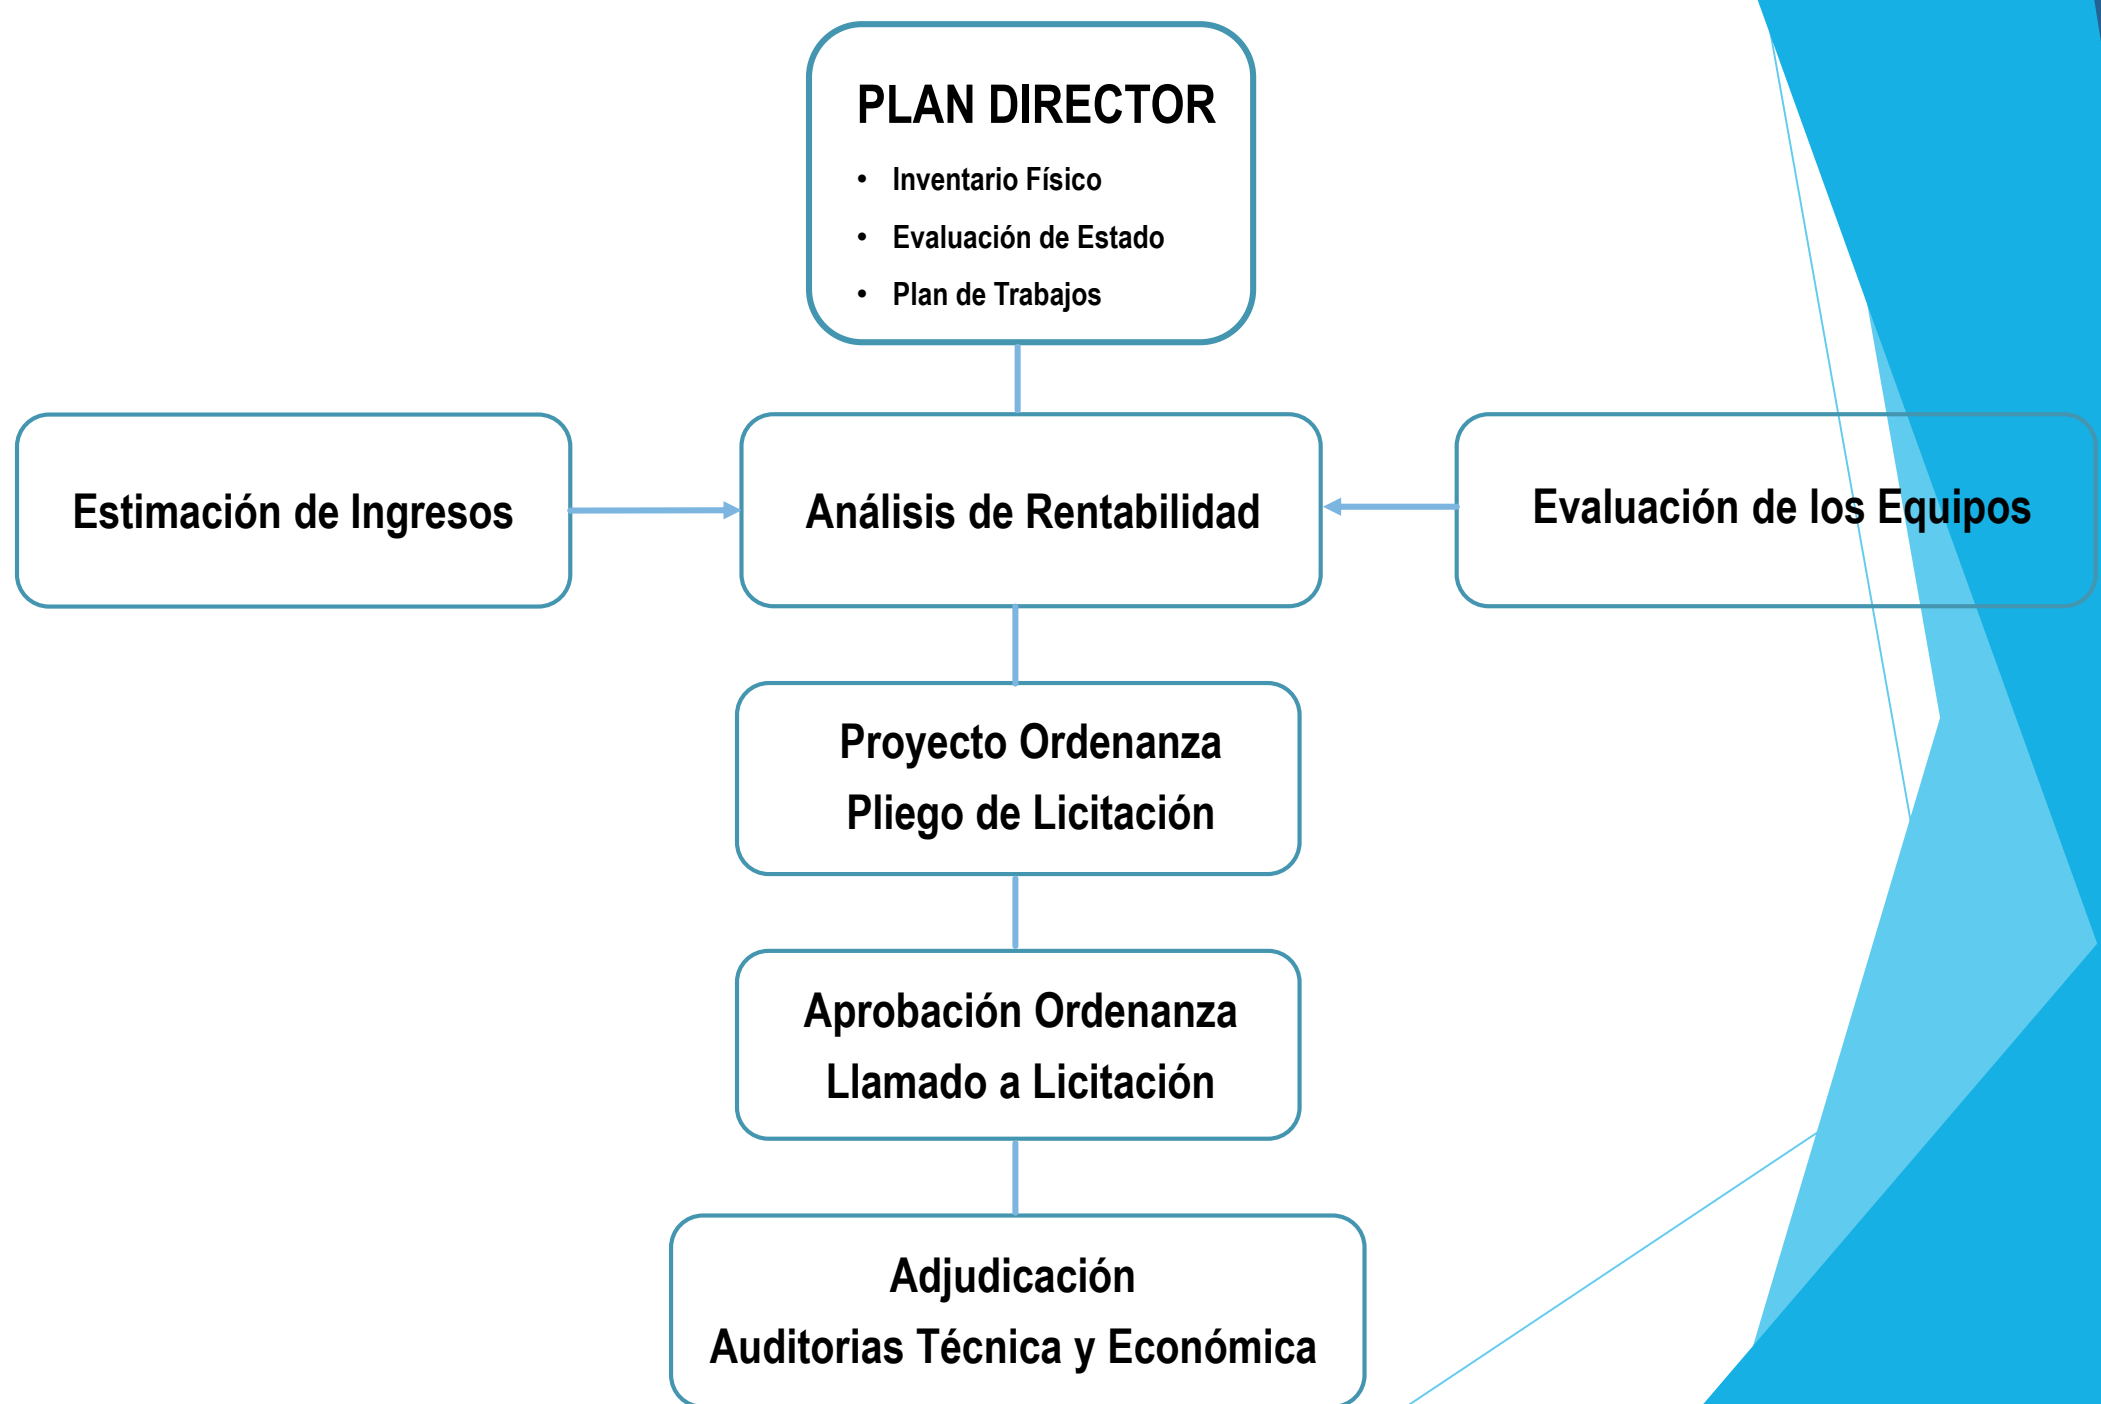 PLAN DIRECTOR
• Inventario Físico
• Evaluación de Estado
• Plan de Trabajos
Estimación de Ingresos
Análisis de Rentabilidad
Evaluación de los Equipos
Proyecto Ordenanza
Pliego de Licitación
Aprobación Ordenanza
Llamado a Licitación
Adjudicación
Auditorias Técnica y Económica